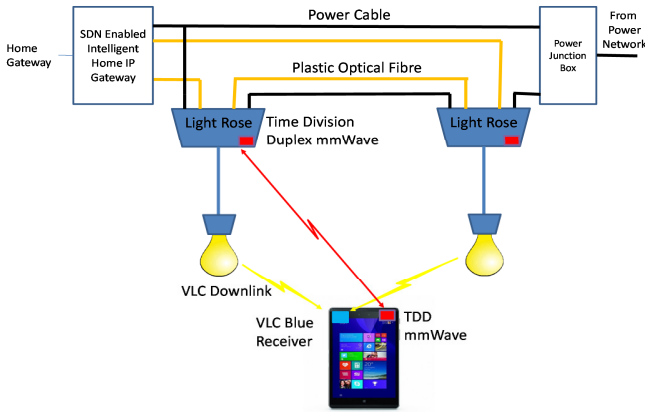 Power Cable
From
Power
Network
SDN Enabled
Intelligent
Home IP
Gateway
Home
Gateway
Power
Junction
Box
Plastic Optical Fibre
Light Rose
Time Division
Duplex mmWave
Light Rose
VLC Downlink
VLC Blue
Receiver
TDD
mmWave